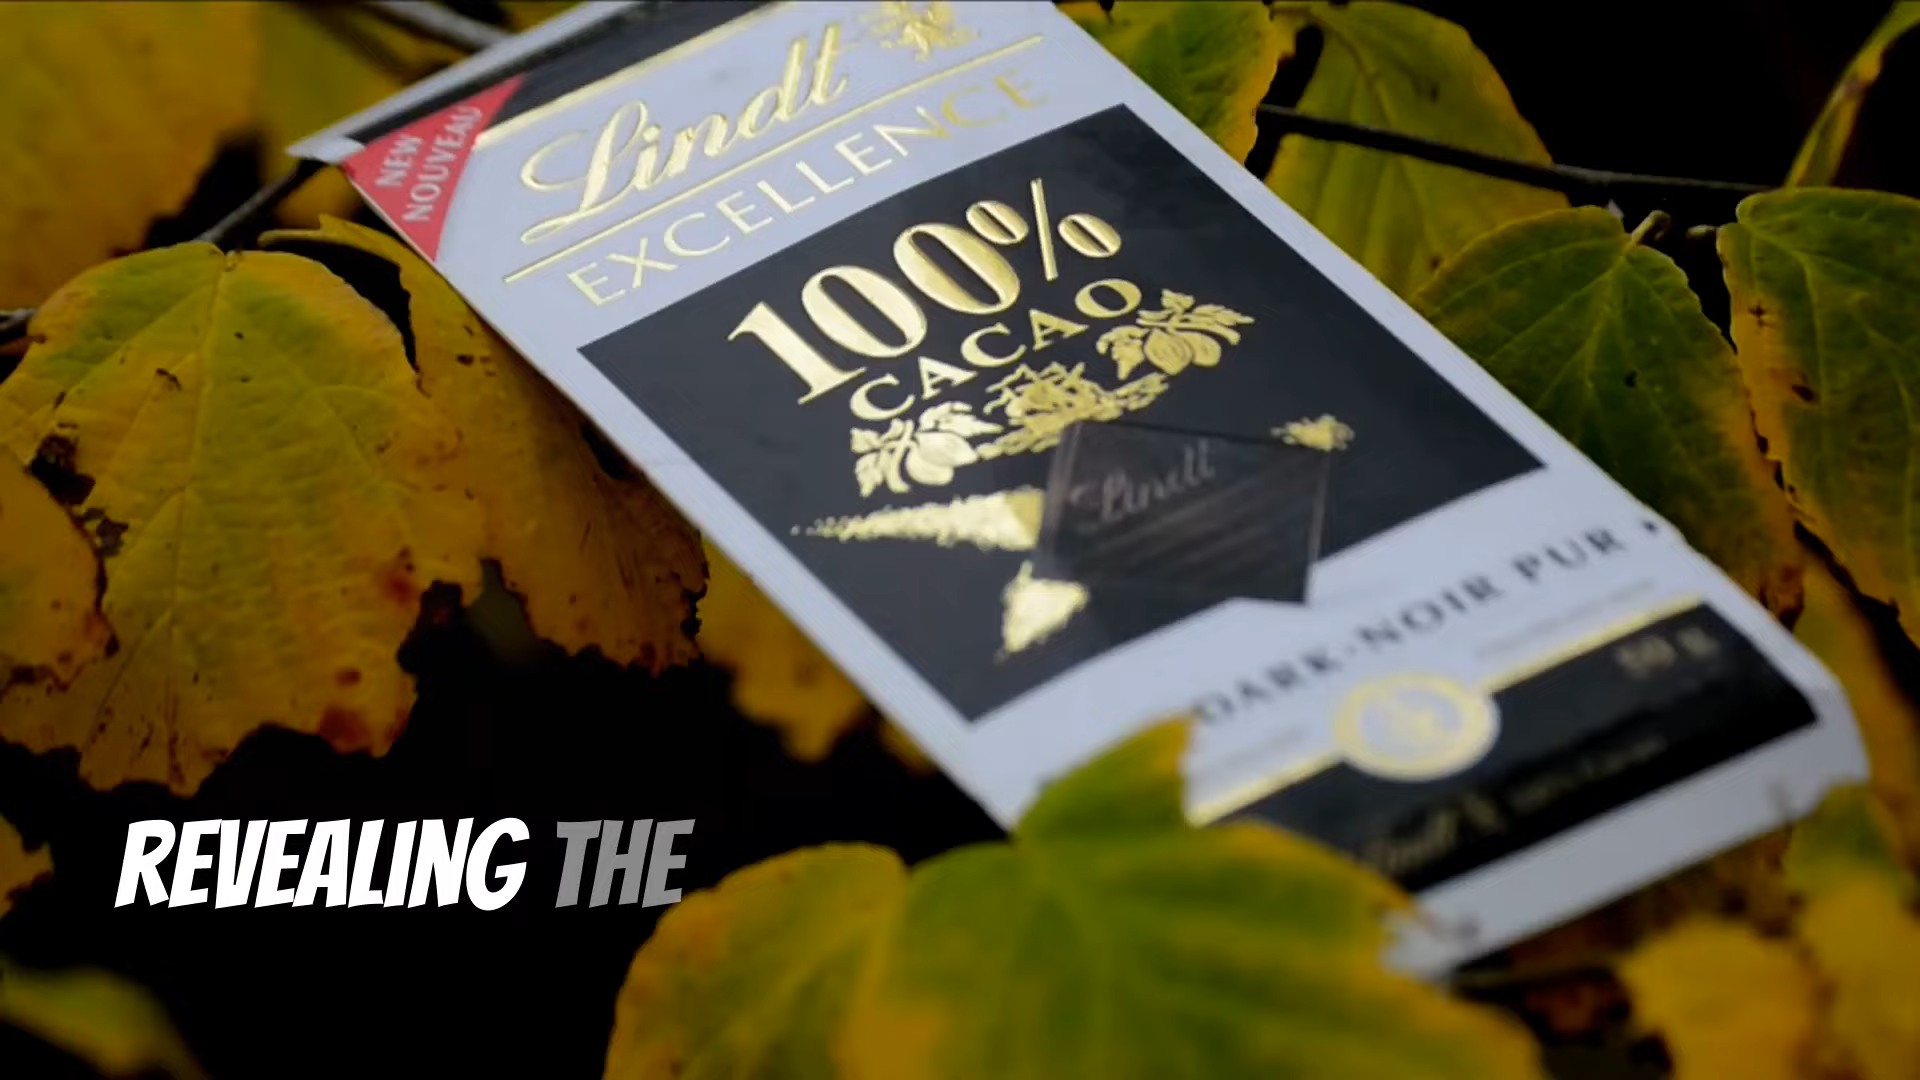 Lindt
EXCELLENCE
NEW
NOUVEAU
100%
CACAO
Lindt
DARK·NOIR PUR
REVEALING THE